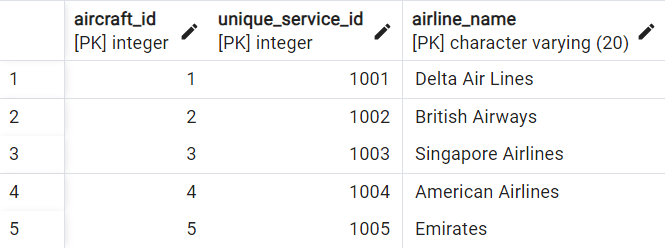 aircraft_id unique_service_id airline_name
[PK] integer [PK] integer [PK] character varying (20)
1 1 1001 Delta Air Lines
2 2 1002 British Airways
3 3 1003 Singapore Airlines
4 4 1004 American Airlines
5 5 1005 Emirates